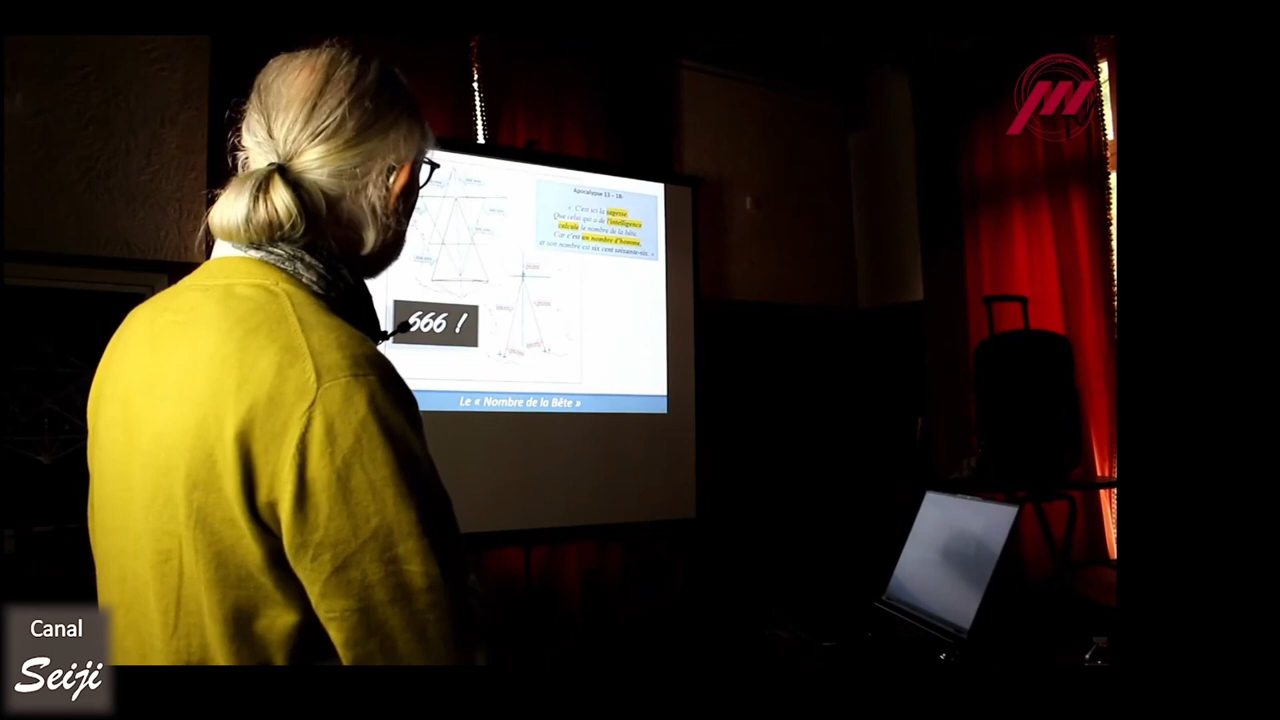 Apocalypse 13 - 18:
« C'est ici la sagesse
Que celui qui a de l'intelligence
calcule le nombre de la bête.
Car c'est un nombre d'homme,
et son nombre est six cent soixante-six. »
666 !
Le « Nombre de la Bête »
Canal
Seiji